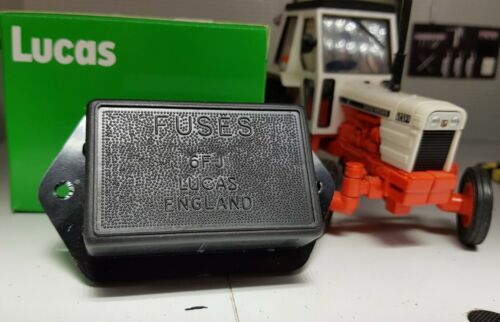 Lucas
FUSES
6FJ
LUCAS
ENGLAND